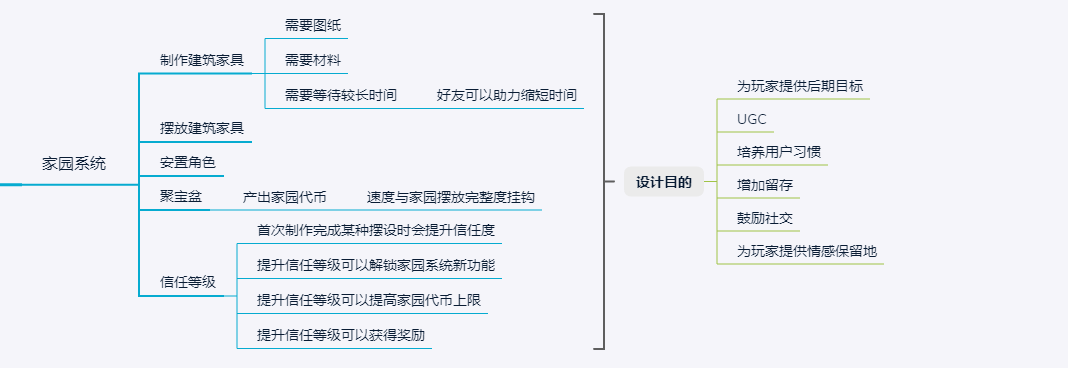 家园系统
制作建筑家具
需要图纸
需要材料
需要等待较长时间
好友可以助力缩短时间
摆放建筑家具
安置角色
聚宝盆
产出家园代币
速度与家园摆放完整度挂钩
信任等级
首次制作完成某种摆设时会提升信任度
提升信任等级可以解锁家园系统新功能
提升信任等级可以提高家园代币上限
提升信任等级可以获得奖励
设计目的
为玩家提供后期目标
UGC
培养用户习惯
增加留存
鼓励社交
为玩家提供情感保留地